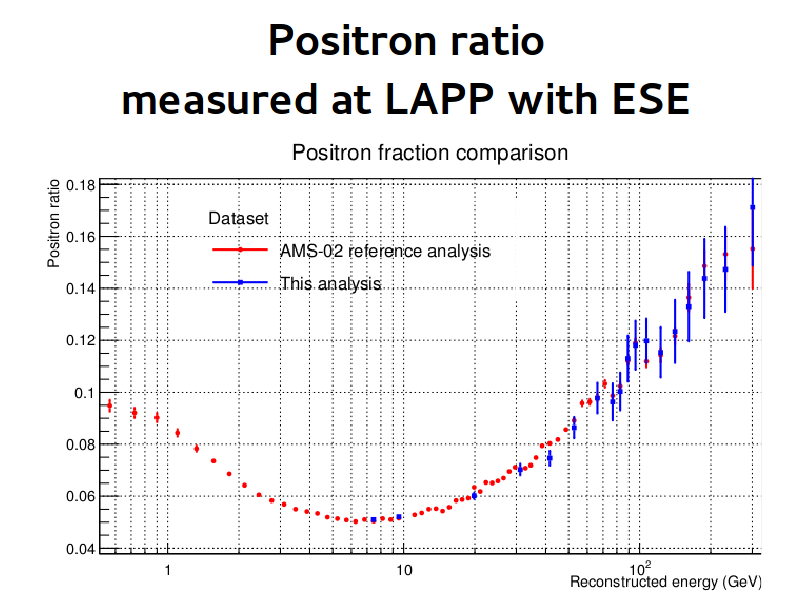 Positron ratio
measured at LAPP with ESE
Positron fraction comparison
Positron ratio
0.18
0.16
0.14
0.12
0.1
0.08
0.06
0.04
Dataset
AMS-02 reference analysis
This analysis
1
10
10²
Reconstructed energy (GeV)